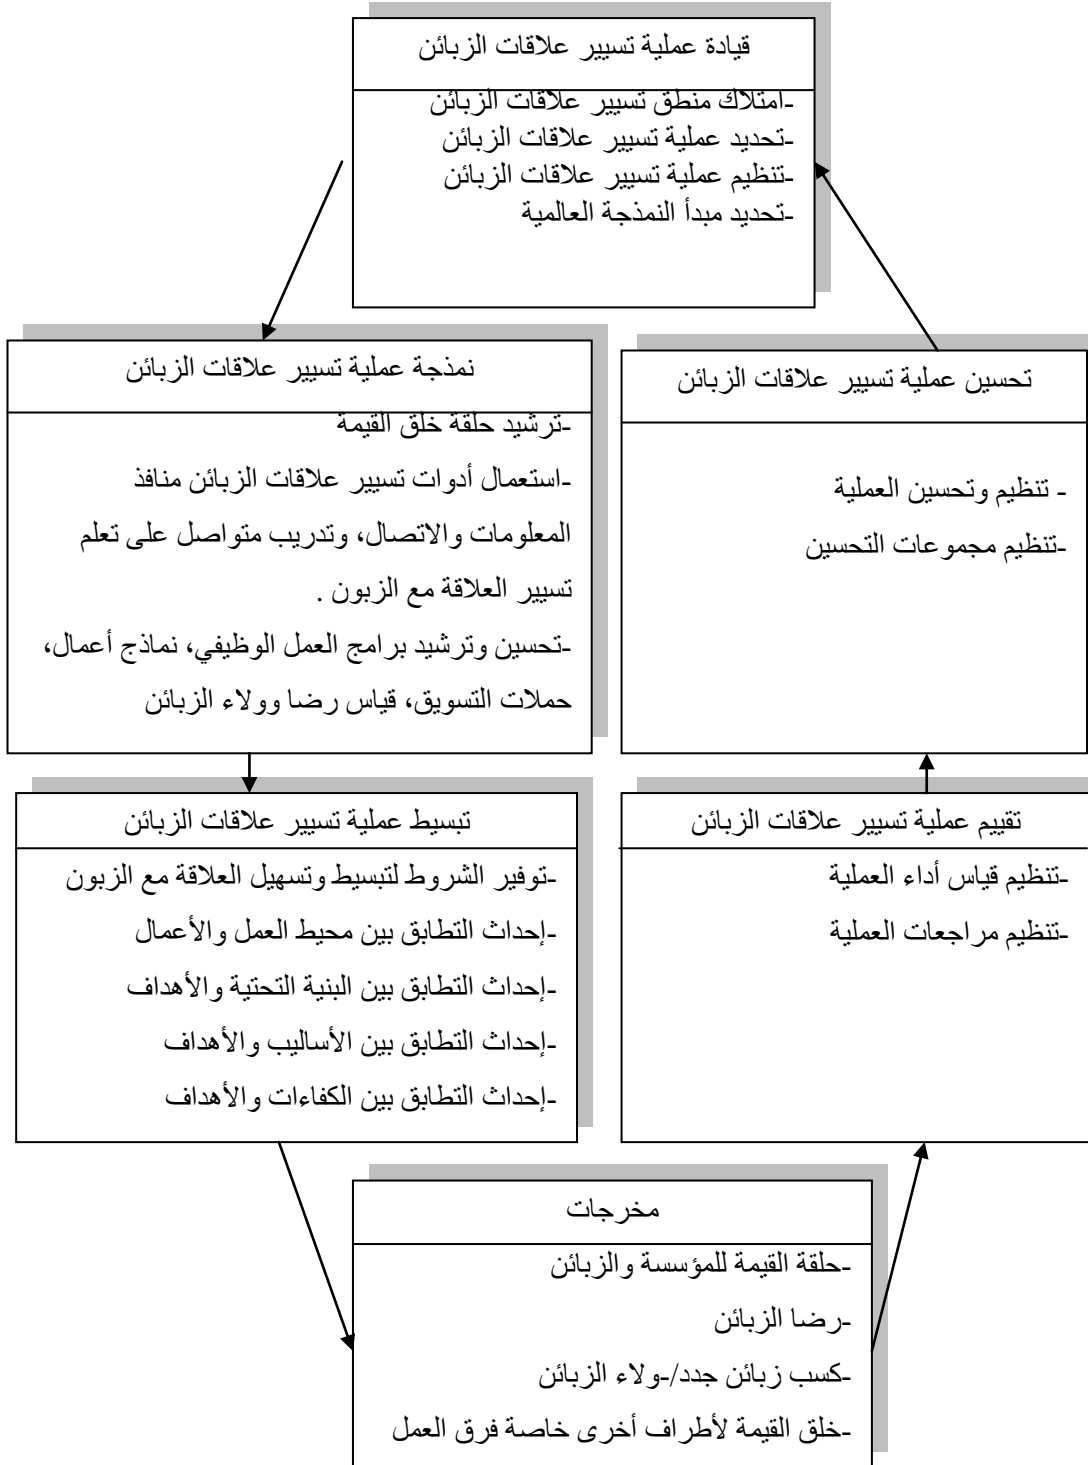 قيادة عملية تسيير علاقات الزبائن
-امتلاك منطق تسيير علاقات الزبائن
-تحديد عملية تسيير علاقات الزبائن
-تنظيم عملية تسيير علاقات الزبائن
-تحديد مبدأ النمذجة العالمية
نمذجة عملية تسيير علاقات الزبائن
-ترشيد حلقة خلق القيمة
-استعمال أدوات تسيير علاقات الزبائن منافذ
المعلومات والاتصال، وتدريب متواصل على تعلم
تسيير العلاقة مع الزبون .
-تحسين وترشيد برامج العمل الوظيفي، نماذج أعمال،
حملات التسويق، قياس رضا وولاء الزبائن
تحسين عملية تسيير علاقات الزبائن
- تنظيم وتحسين العملية
-تنظيم مجموعات التحسين
تبسيط عملية تسيير علاقات الزبائن
-توفير الشروط لتبسيط وتسهيل العلاقة مع الزبون
-إحداث التطابق بين محيط العمل والأعمال
-إحداث التطابق بين البنية التحتية والأهداف
-إحداث التطابق بين الأساليب والأهداف
-إحداث التطابق بين الكفاءات والأهداف
تقييم عملية تسيير علاقات الزبائن
-تنظيم قياس أداء العملية
-تنظيم مراجعات العملية
مخرجات
-حلقة القيمة للمؤسسة والزبائن
-رضا الزبائن
-كسب زبائن جدد/-ولاء الزبائن
-خلق القيمة لأطراف أخرى خاصة فرق العمل